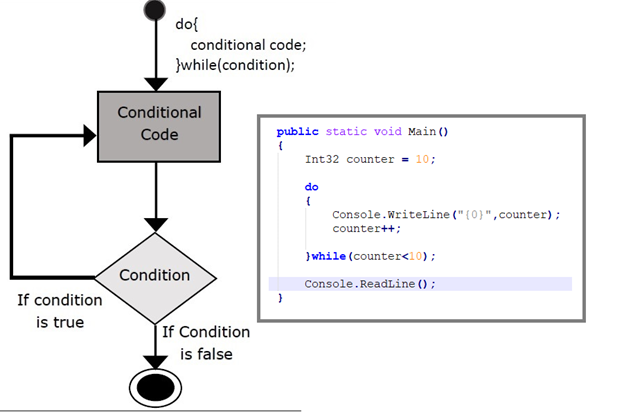 do{
conditional code;
}while(condition);
Conditional
Code
Condition
If condition
is true
If Condition
is false
public static void Main()
{
Int32 counter = 10;
do
{
Console.WriteLine("{0}",counter);
counter++;
}while(counter<10);
Console.ReadLine();
}